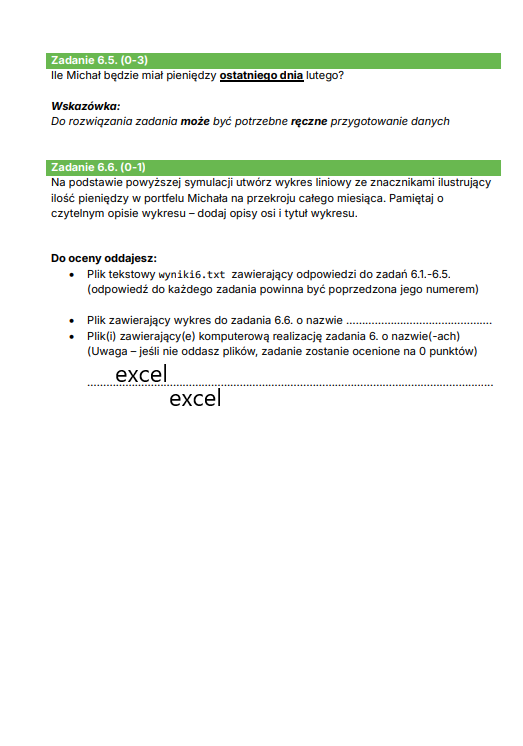 Zadanie 6.5. (0-3)
Ile Michał będzie miał pieniędzy ostatniego dnia lutego?
Wskazówka:
Do rozwiązania zadania może być potrzebne ręczne przygotowanie danych
Zadanie 6.6. (0-1)
Na podstawie powyższej symulacji utwórz wykres liniowy ze znacznikami ilustrujący
ilość pieniędzy w portfelu Michała na przekroju całego miesiąca. Pamiętaj o
czytelnym opisie wykresu – dodaj opisy osi i tytuł wykresu.
Do oceny oddajesz:
• Plik tekstowy wyniki6.txt zawierający odpowiedzi do zadań 6.1.-6.5.
(odpowiedź do każdego zadania powinna być poprzedzona jego numerem)
• Plik zawierający wykres do zadania 6.6. o nazwie ...........................................
• Plik(i) zawierający(e) komputerową realizację zadania 6. o nazwie(-ach)
(Uwaga – jeśli nie oddasz plików, zadanie zostanie ocenione na 0 punktów)
excel
........................................................................................................................
excel